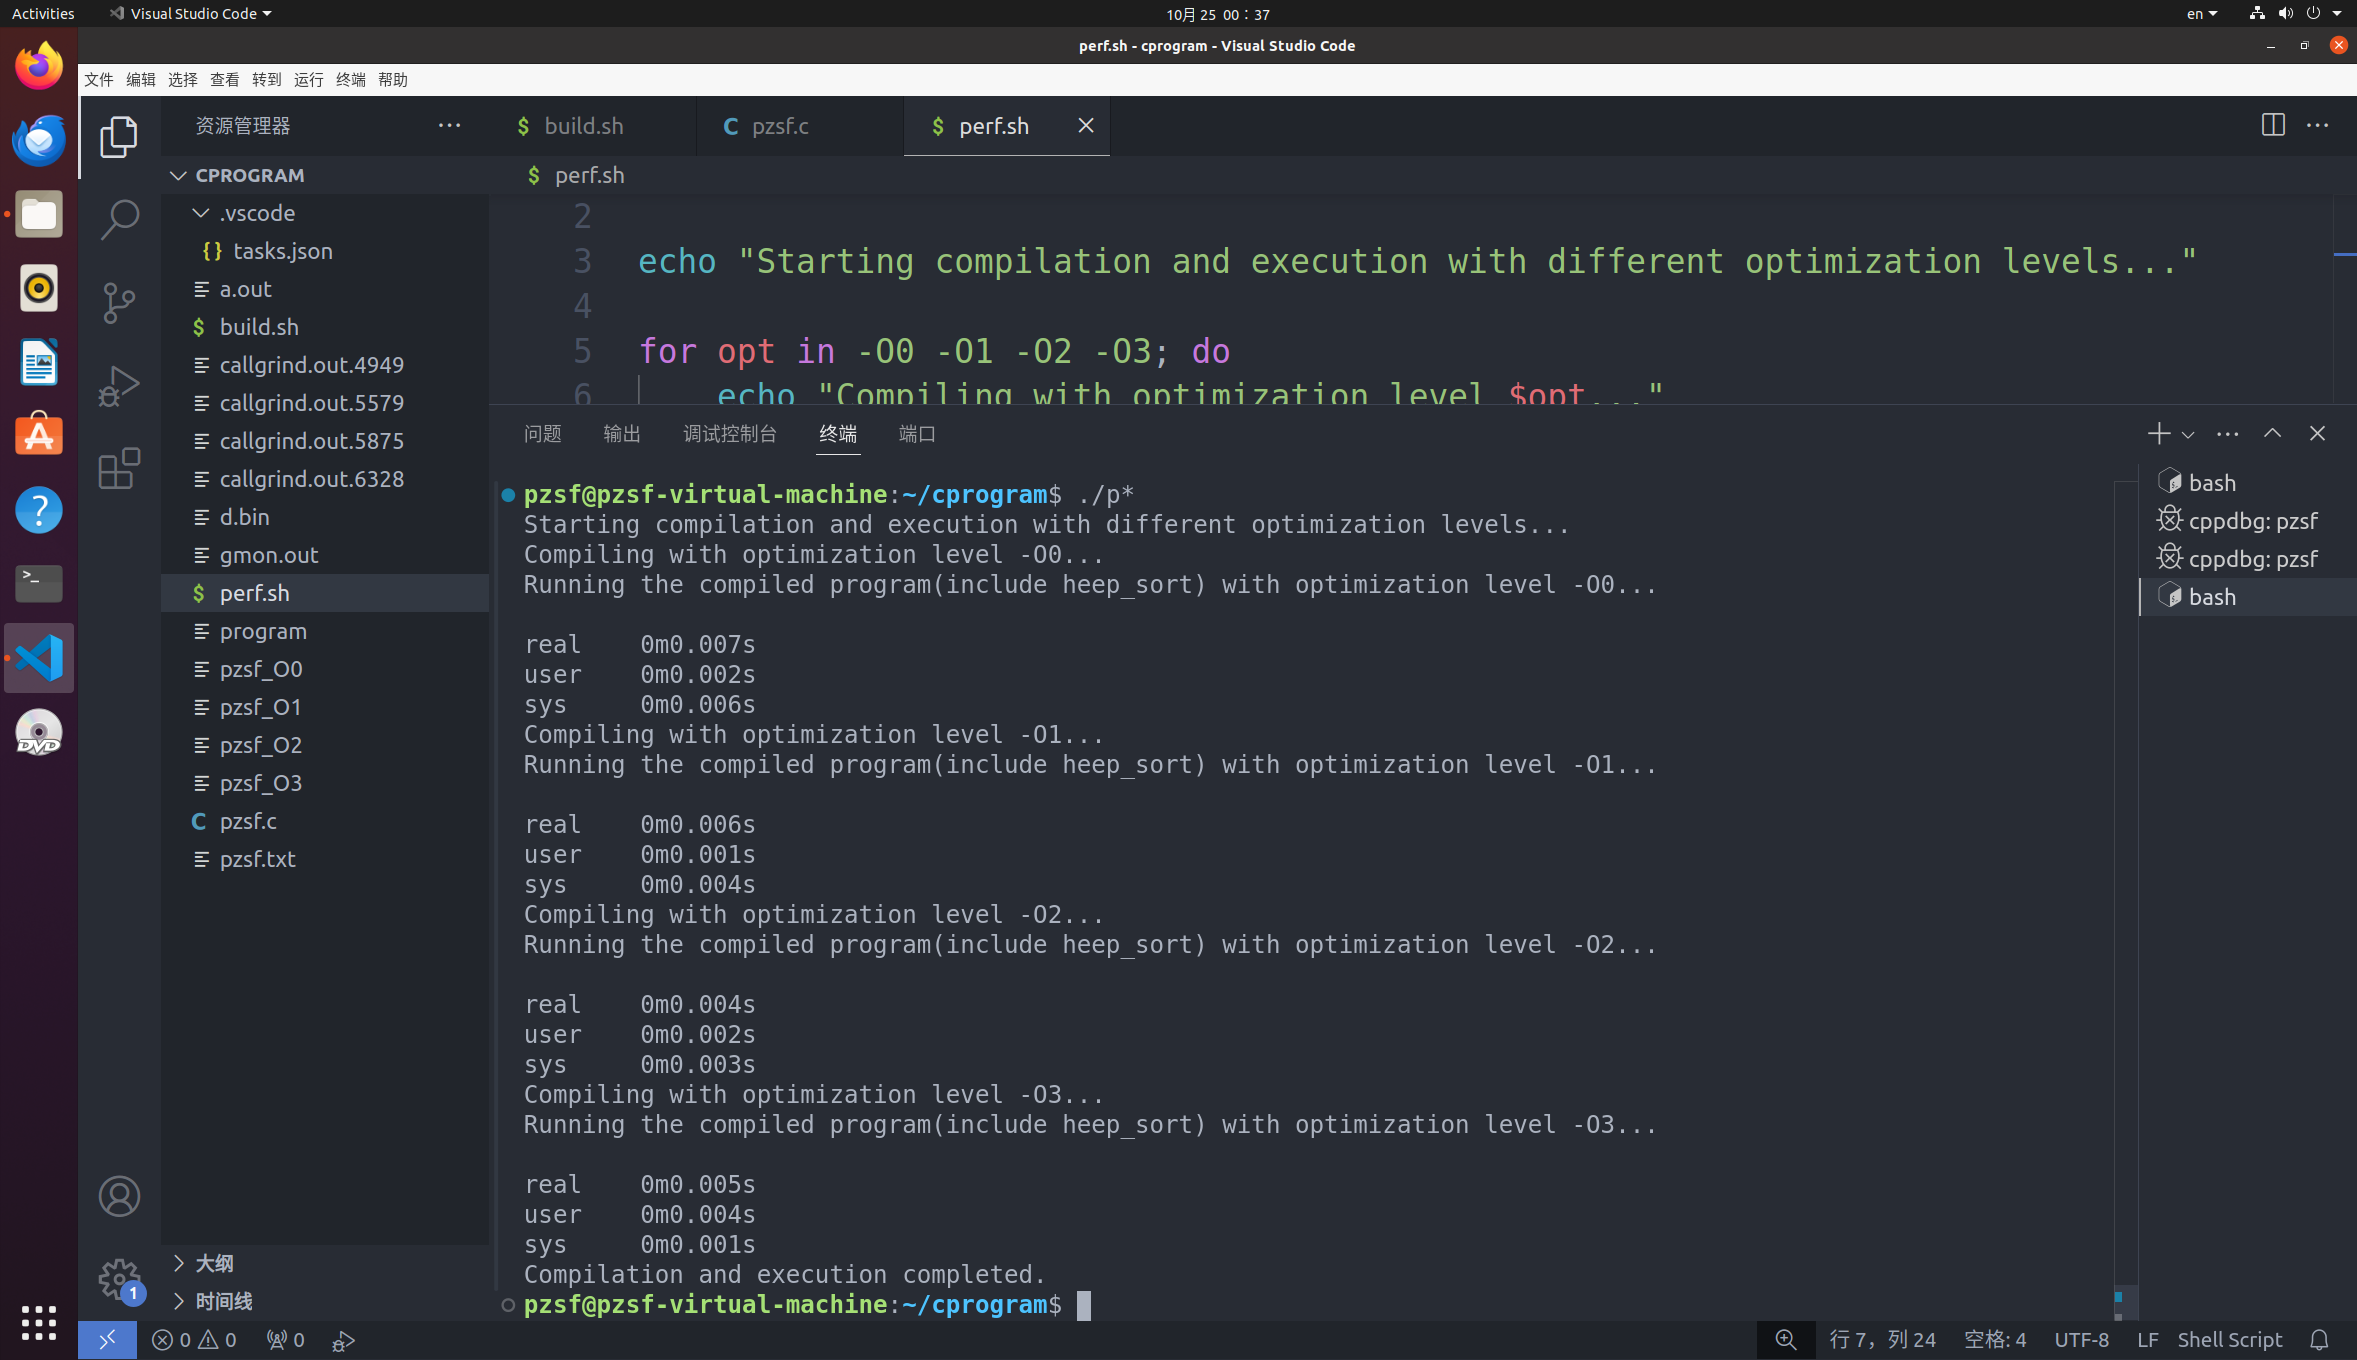 Activities
Visual Studio Code
10月 25 00：37
en
perf.sh - cprogram - Visual Studio Code
文件 编辑 选择 查看 转到 运行 终端 帮助
资源管理器
CPROGRAM
.vscode
{} tasks.json
a.out
$ build.sh
callgrind.out.4949
callgrind.out.5579
callgrind.out.5875
callgrind.out.6328
d.bin
gmon.out
$ perf.sh
program
pzsf_O0
pzsf_O1
pzsf_O2
pzsf_O3
C pzsf.c
pzsf.txt
大纲
时间线
$ build.sh
C pzsf.c
$ perf.sh
$ perf.sh
2
3 echo "Starting compilation and execution with different optimization levels..."
4
5 for opt in -O0 -O1 -O2 -O3; do
6 echo "Compiling with optimization level $opt..."
问题 输出 调试控制台 终端 端口
pzsf@pzsf-virtual-machine:~/cprogram$ ./p*
Starting compilation and execution with different optimization levels...
Compiling with optimization level -O0...
Running the compiled program(include heep_sort) with optimization level -O0...
real 0m0.007s
user 0m0.002s
sys 0m0.006s
Compiling with optimization level -O1...
Running the compiled program(include heep_sort) with optimization level -O1...
real 0m0.006s
user 0m0.001s
sys 0m0.004s
Compiling with optimization level -O2...
Running the compiled program(include heep_sort) with optimization level -O2...
real 0m0.004s
user 0m0.002s
sys 0m0.003s
Compiling with optimization level -O3...
Running the compiled program(include heep_sort) with optimization level -O3...
real 0m0.005s
user 0m0.004s
sys 0m0.001s
Compilation and execution completed.
pzsf@pzsf-virtual-machine:~/cprogram$
bash
cppdbg: pzsf
cppdbg: pzsf
bash
1
0 0 0
行 7，列 24 空格: 4 UTF-8 LF Shell Script
DVD